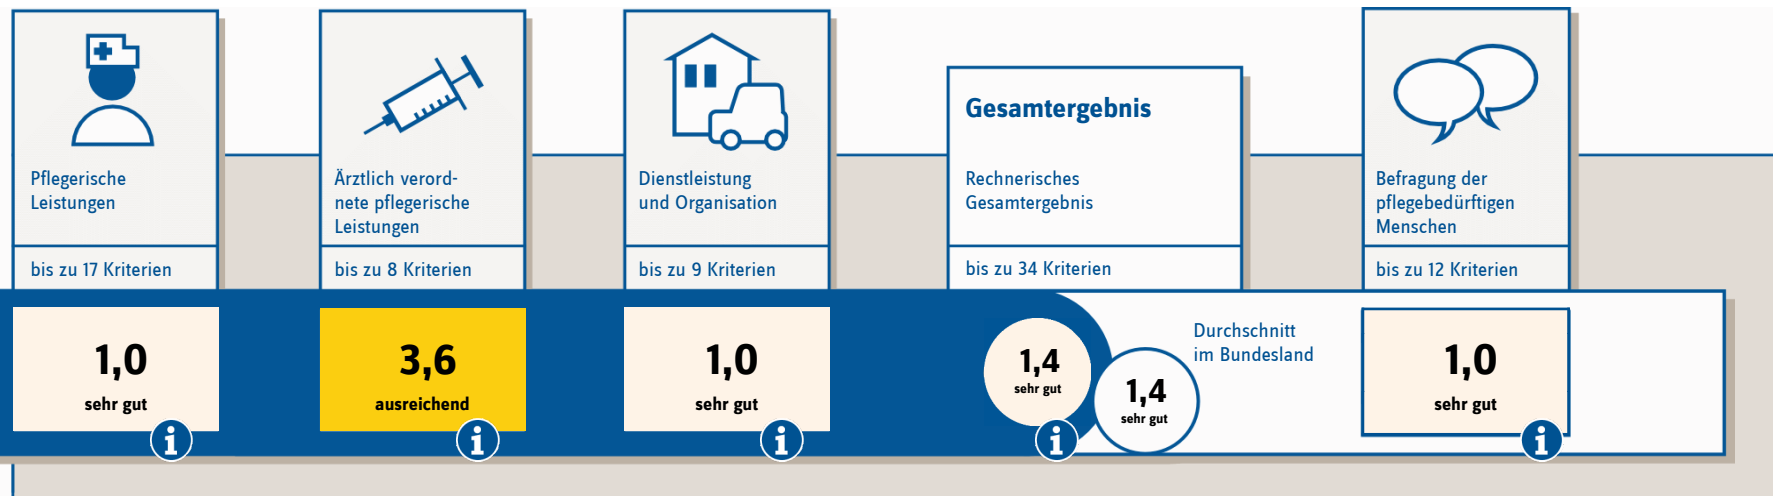 Pflegerische
Leistungen
bis zu 17 Kriterien
1,0
sehr gut
i
Ärztlich verord-
nete pflegerische
Leistungen
bis zu 8 Kriterien
3,6
ausreichend
i
Dienstleistung
und Organisation
bis zu 9 Kriterien
1,0
sehr gut
i
Gesamtergebnis
Rechnerisches
Gesamtergebnis
bis zu 34 Kriterien
1,4
sehr gut
i
Durchschnitt
im Bundesland
1,4
sehr gut
Befragung der
pflegebedürftigen
Menschen
bis zu 12 Kriterien
1,0
sehr gut
i